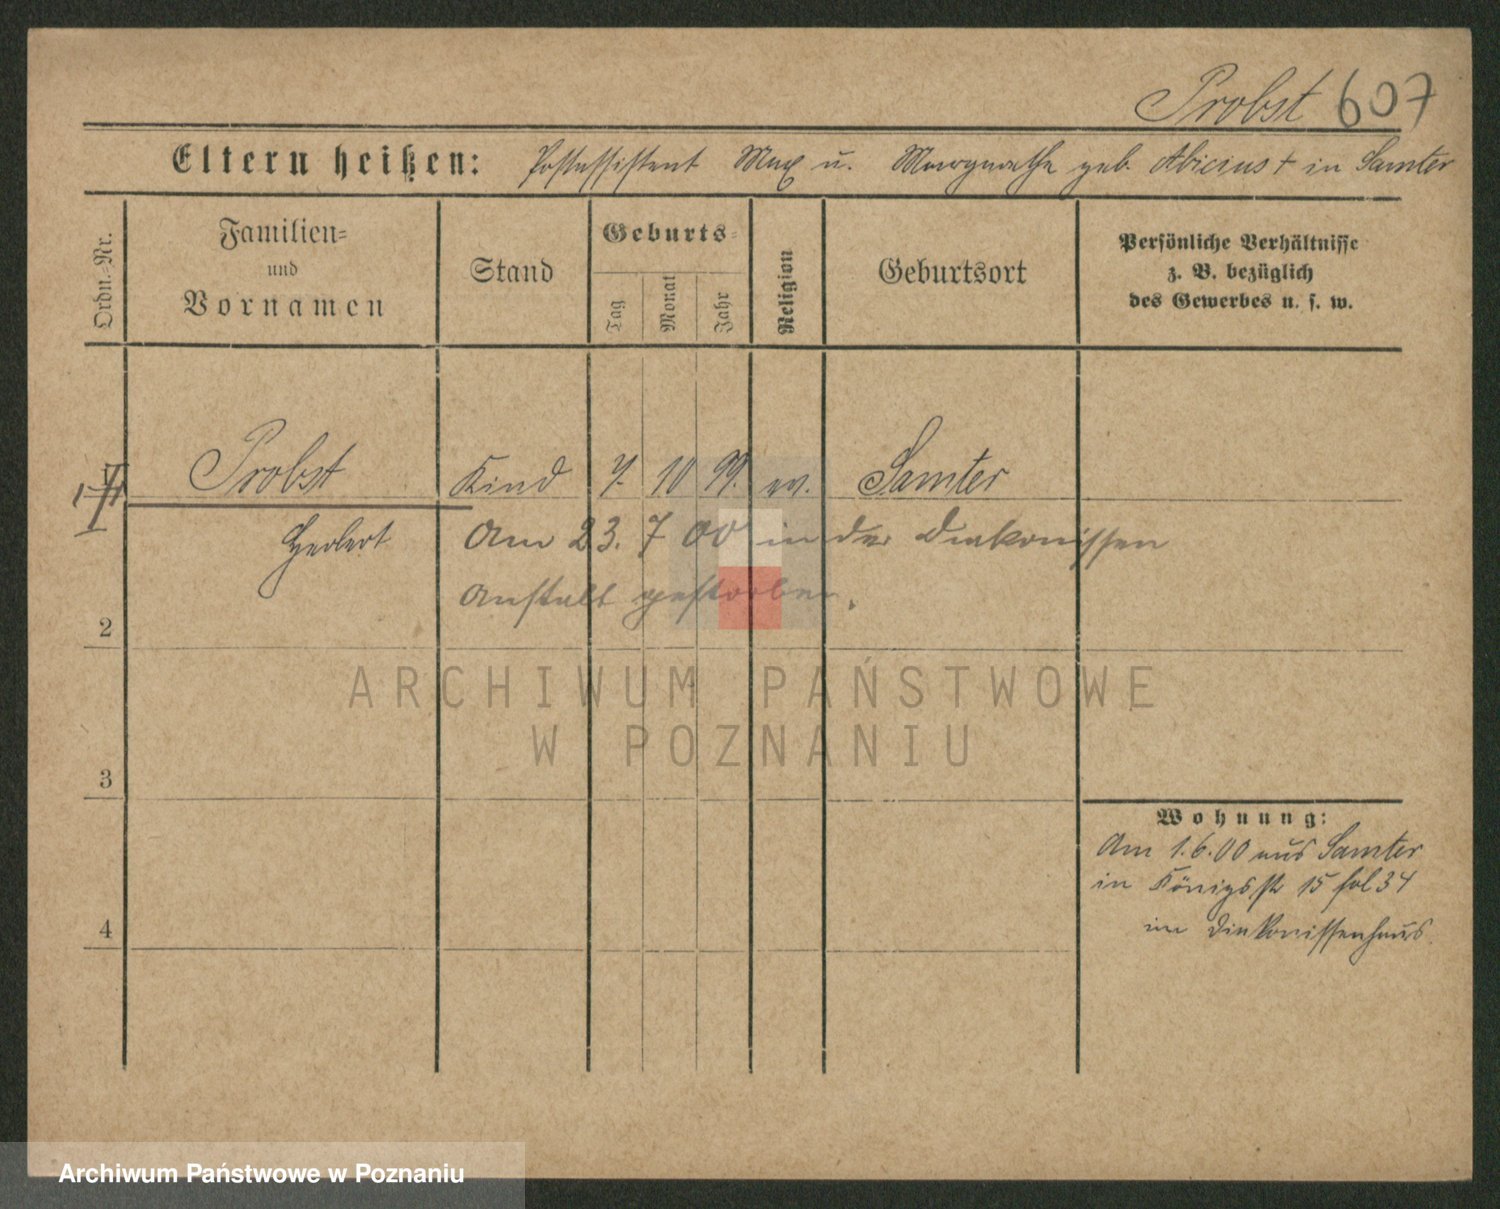 Probst 607
Eltern heißen: Postassistent Max u. Margarethe geb. Abicius † in Samter
Ordn.-Nr.
Familien- und Vornamen
Stand
Geburts-
Tag
Monat
Jahr
Religion
Geburtsort
Persönliche Verhältnisse
z. B. bezüglich
des Gewerbes u. s. w.
Probst Kind 7. 10 99. ev. Samter
Herbert Am 23. 7 00 in der Diakonissen
Anstalt gestorben.
2
ARCHIWUM PAŃSTWOWE
W POZNANIU
3
Wohnung:
Am 1.6.00 aus Samter
in Königsstr 15 fol 34
4
im Diakonissenhaus.
Archiwum Państwowe w Poznaniu